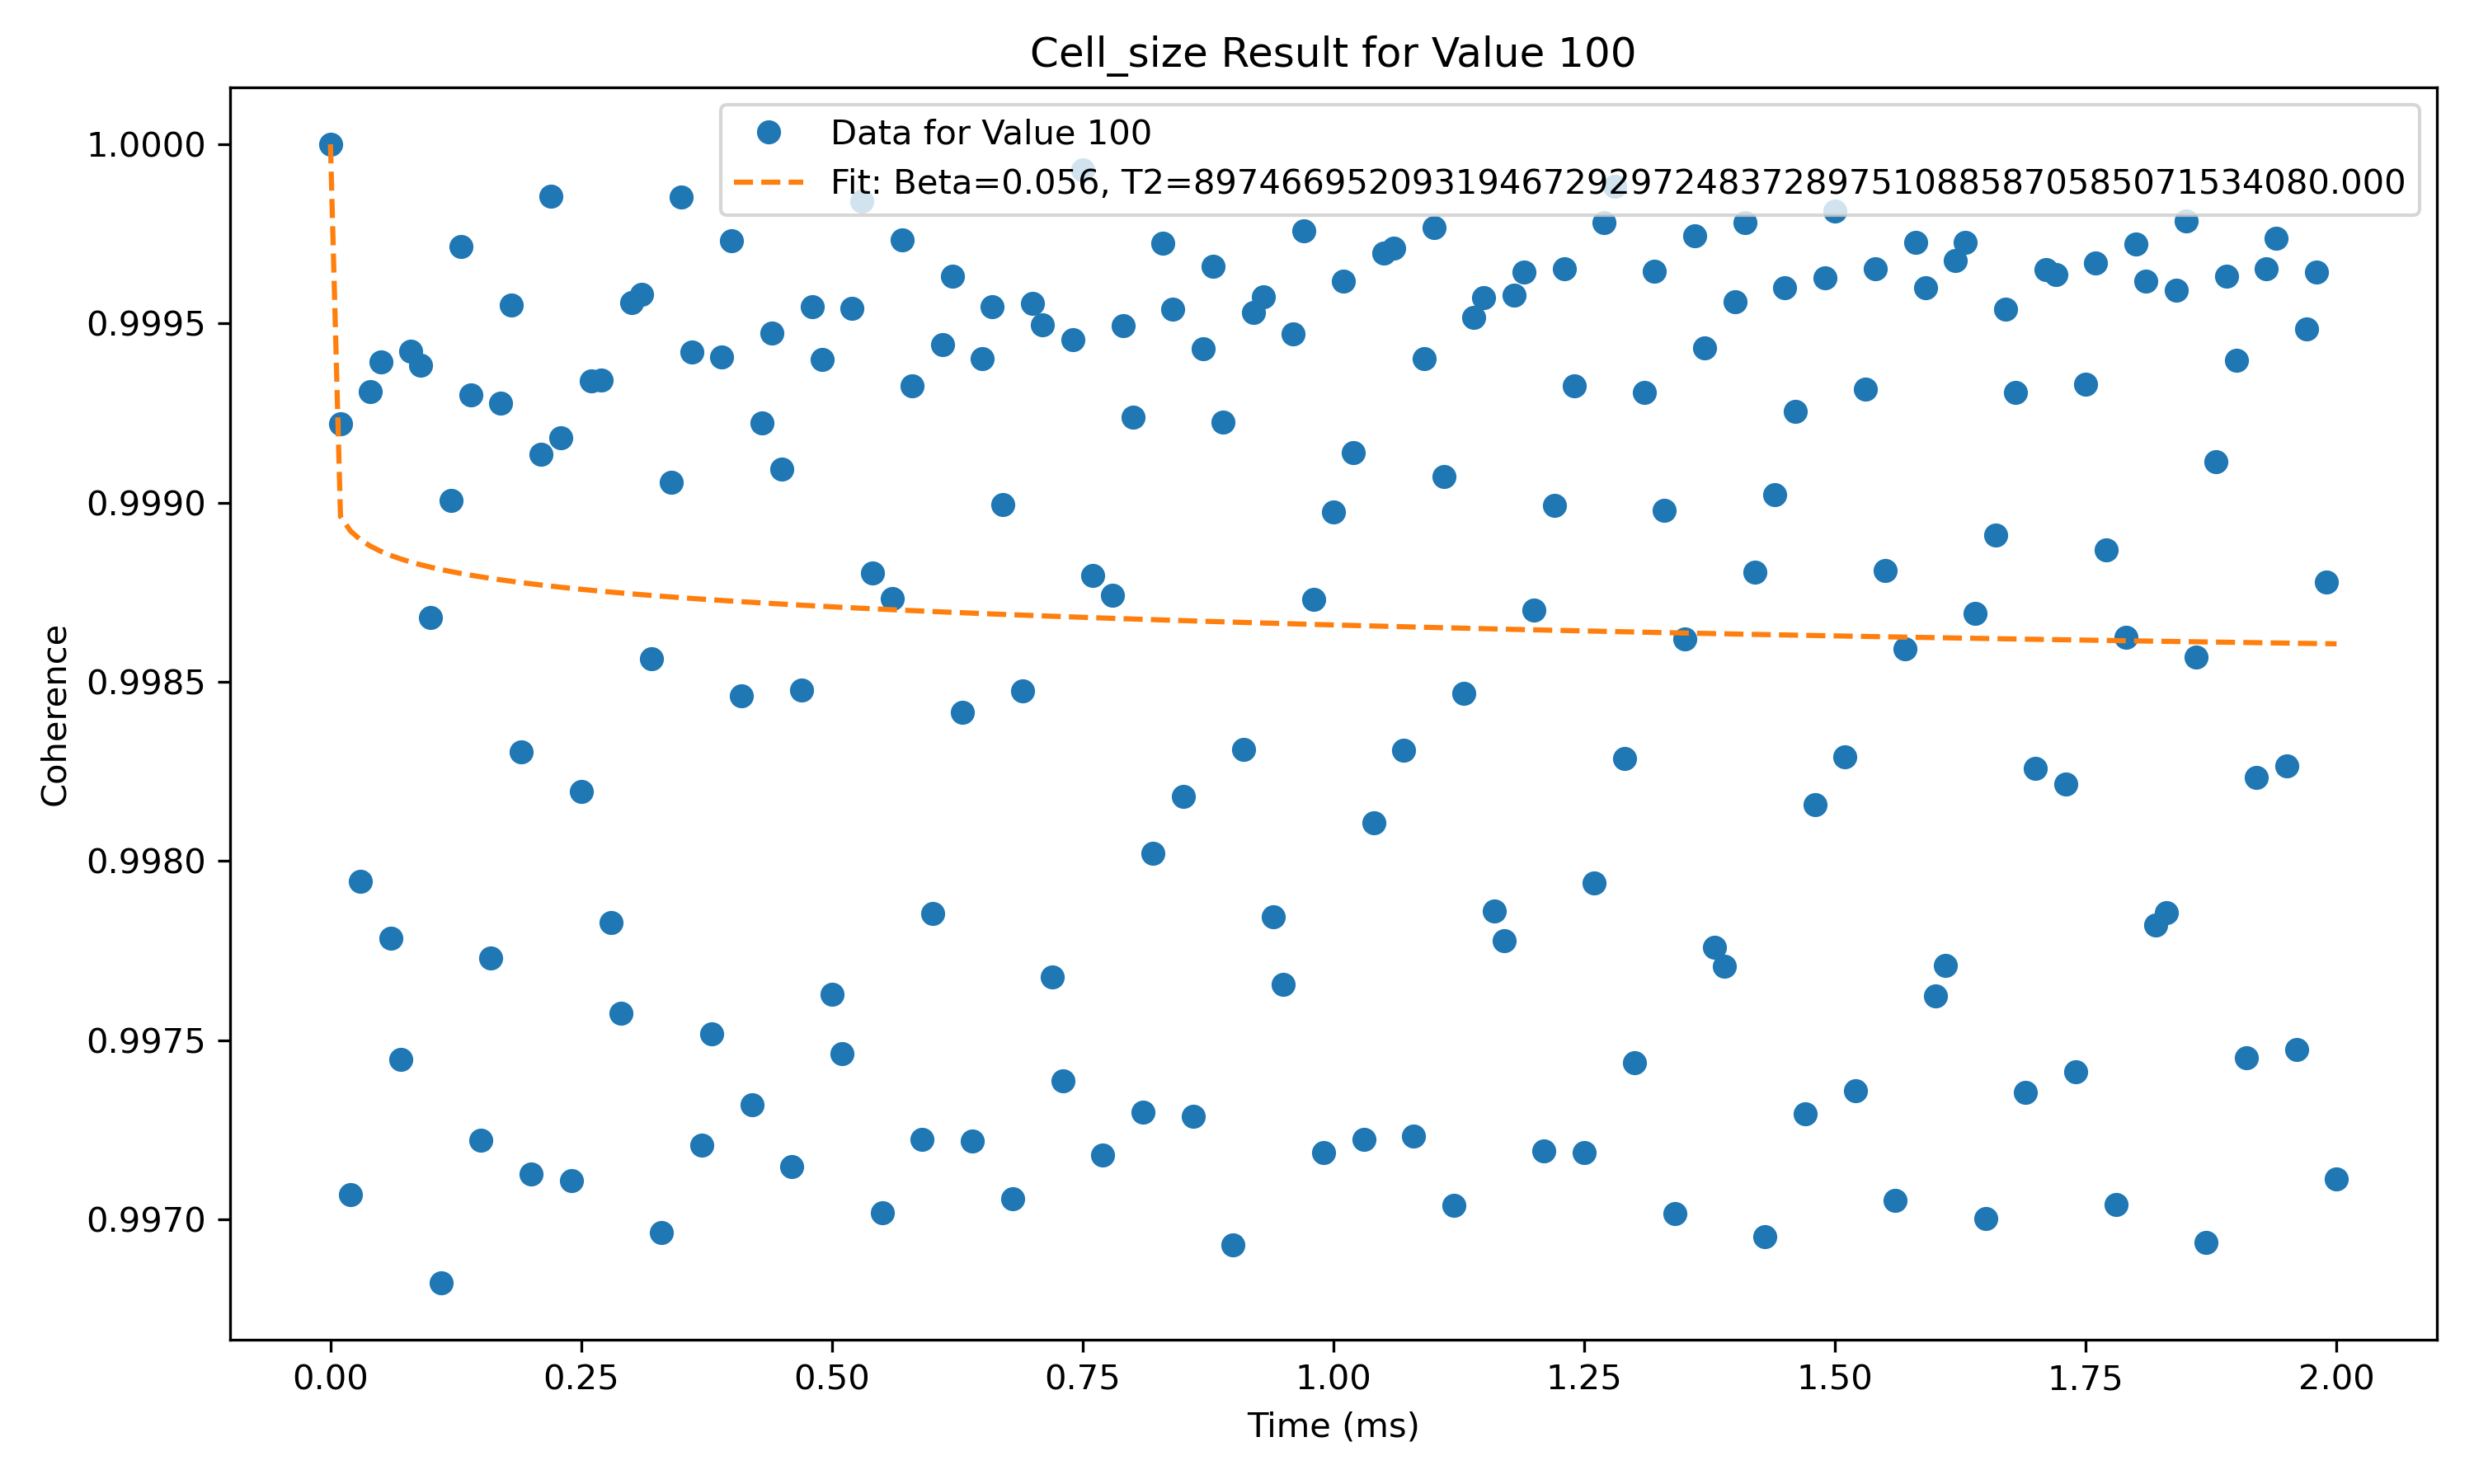 Cell_size Result for Value 100
Data for Value 100
Fit: Beta=0.056, T2=8974669520931946729297248372897510885870585071534080.000
1.0000
0.9995
0.9990
0.9985
0.9980
0.9975
0.9970
Coherence
0.00 0.25 0.50 0.75 1.00 1.25 1.50 1.75 2.00
Time (ms)